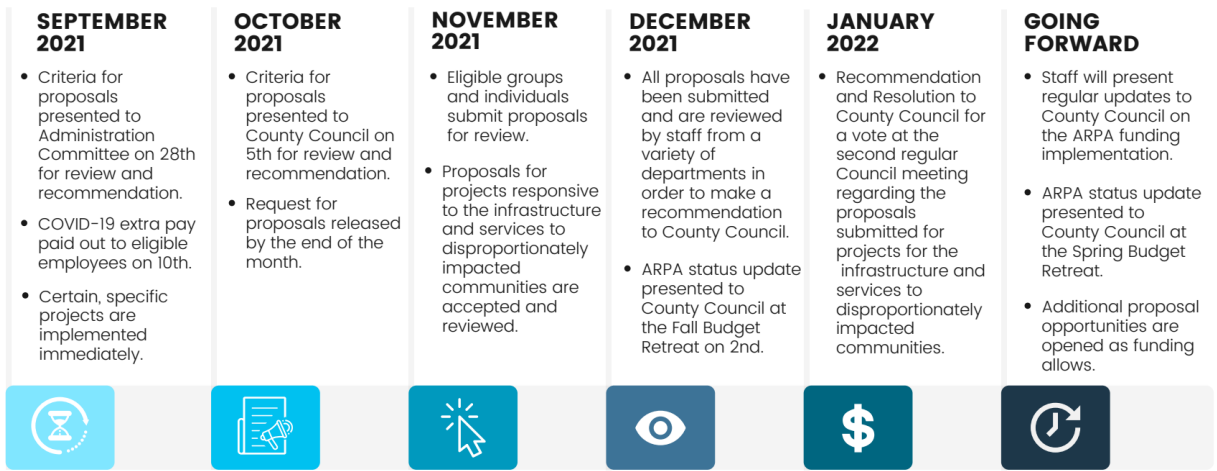 SEPTEMBER
2021
• Criteria for
proposals
presented to
Administration
Committee on 28th
for review and
recommendation.
• COVID-19 extra pay
paid out to eligible
employees on 10th.
• Certain, specific
projects are
implemented
immediately.
OCTOBER
2021
• Criteria for
proposals
presented to
County Council on
5th for review and
recommendation.
• Request for
proposals released
by the end of the
month.
NOVEMBER
2021
• Eligible groups
and individuals
submit proposals
for review.
• Proposals for
projects responsive
to the infrastructure
and services to
disproportionately
impacted
communities are
accepted and
reviewed.
DECEMBER
2021
• All proposals have
been submitted
and are reviewed
by staff from a
variety of
departments in
order to make a
recommendation
to County Council.
• ARPA status update
presented to
County Council at
the Fall Budget
Retreat on 2nd.
JANUARY
2022
• Recommendation
and Resolution to
County Council for
a vote at the
second regular
Council meeting
regarding the
proposals
submitted for
projects for the
infrastructure and
services to
disproportionately
impacted
communities.
GOING
FORWARD
• Staff will present
regular updates to
County Council on
the ARPA funding
implementation.
• ARPA status update
presented to
County Council at
the Spring Budget
Retreat.
• Additional proposal
opportunities are
opened as funding
allows.
$